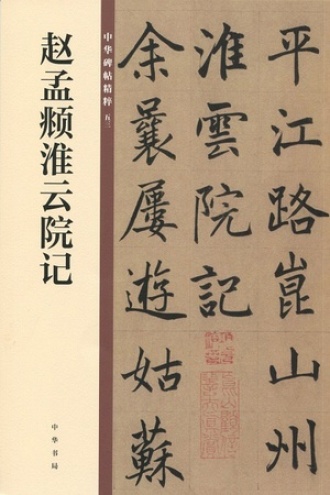 中华碑帖精粹 五三
赵孟頫淮云院记
中华书局
平江路崑山州
淮雲院記
余曩屢遊姑蘇